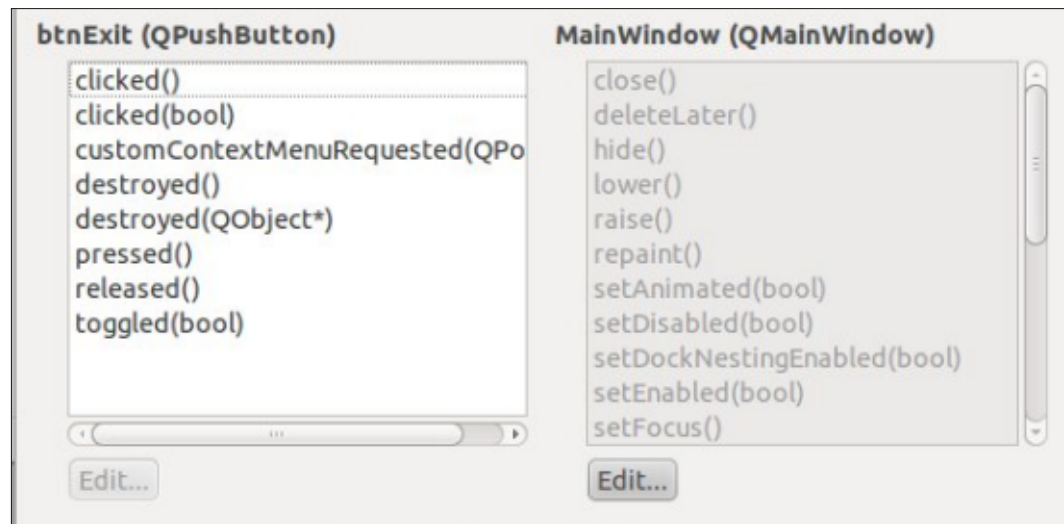 btnExit (QPushButton)
clicked()
clicked(bool)
customContextMenuRequested(QPo
destroyed()
destroyed(QObject*)
pressed()
released()
toggled(bool)
Edit...
MainWindow (QMainWindow)
close()
deleteLater()
hide()
lower()
raise()
repaint()
setAnimated(bool)
setDisabled(bool)
setDockNestingEnabled(bool)
setEnabled(bool)
setFocus()
Edit...